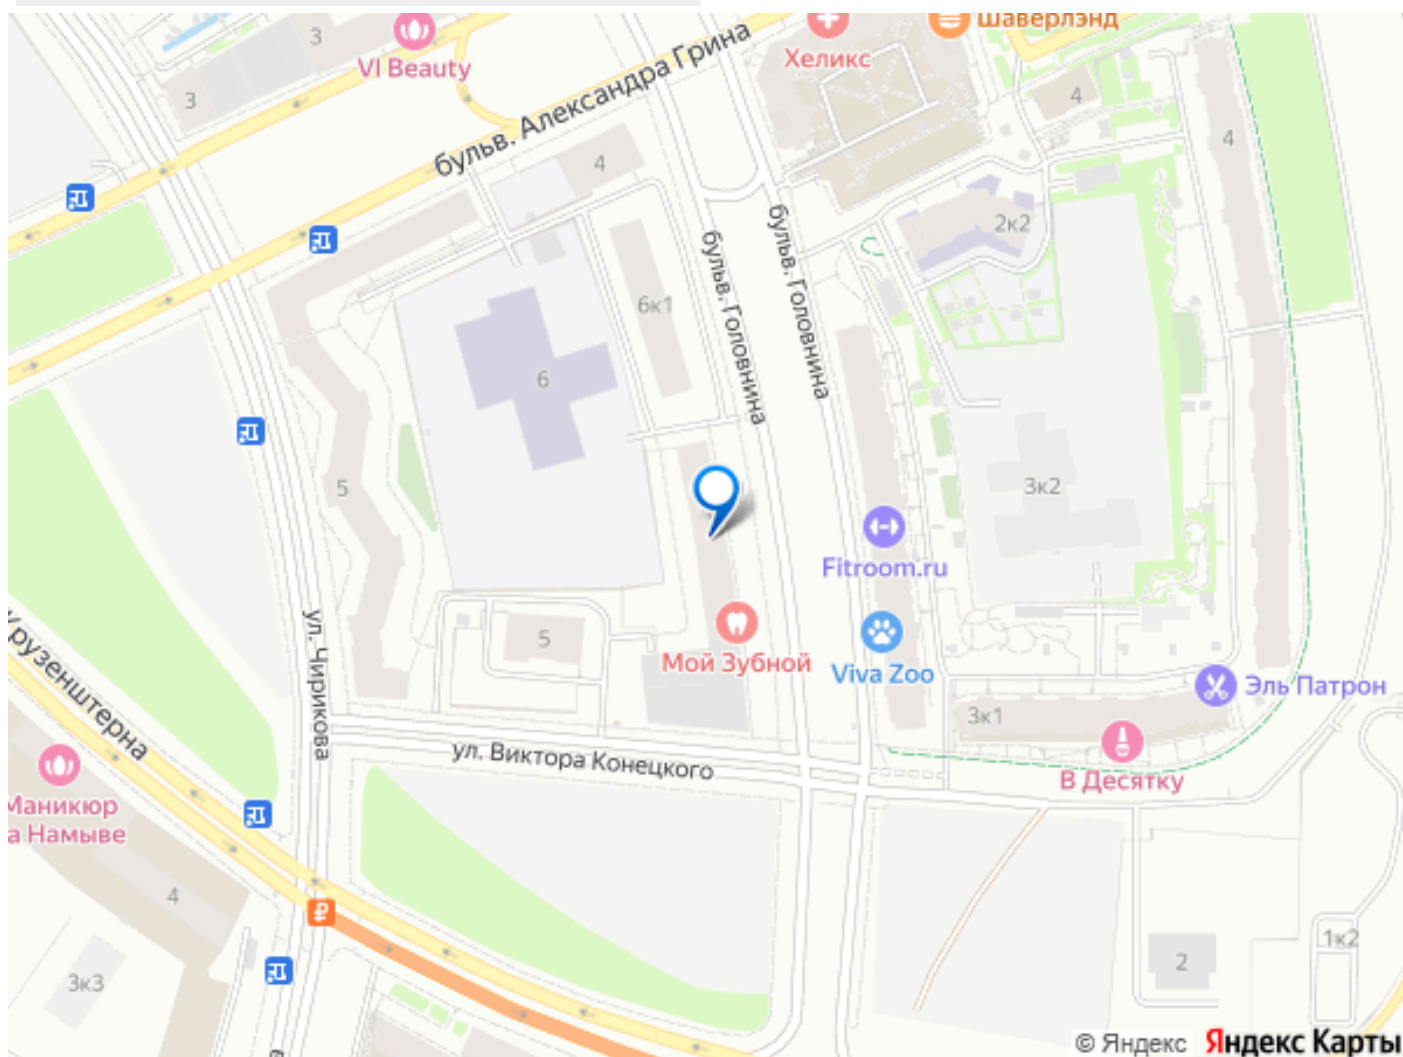 3
VI Beauty
3
бульв. Александра Грина
Хеликс
Шаверлэнд
4
4
4
2к2
бульв. Головнина
бульв. Головнина
6к1
6
5
3к2
Fitroom.ru
ул. Чирикова
5
Мой Зубной
Viva Zoo
Эль Патрон
3к1
Крузенштерна
ул. Виктора Конецкого
В Десятку
Маникюр
а Намыве
4
3к3
1к2
2
© Яндекс Яндекс Карты